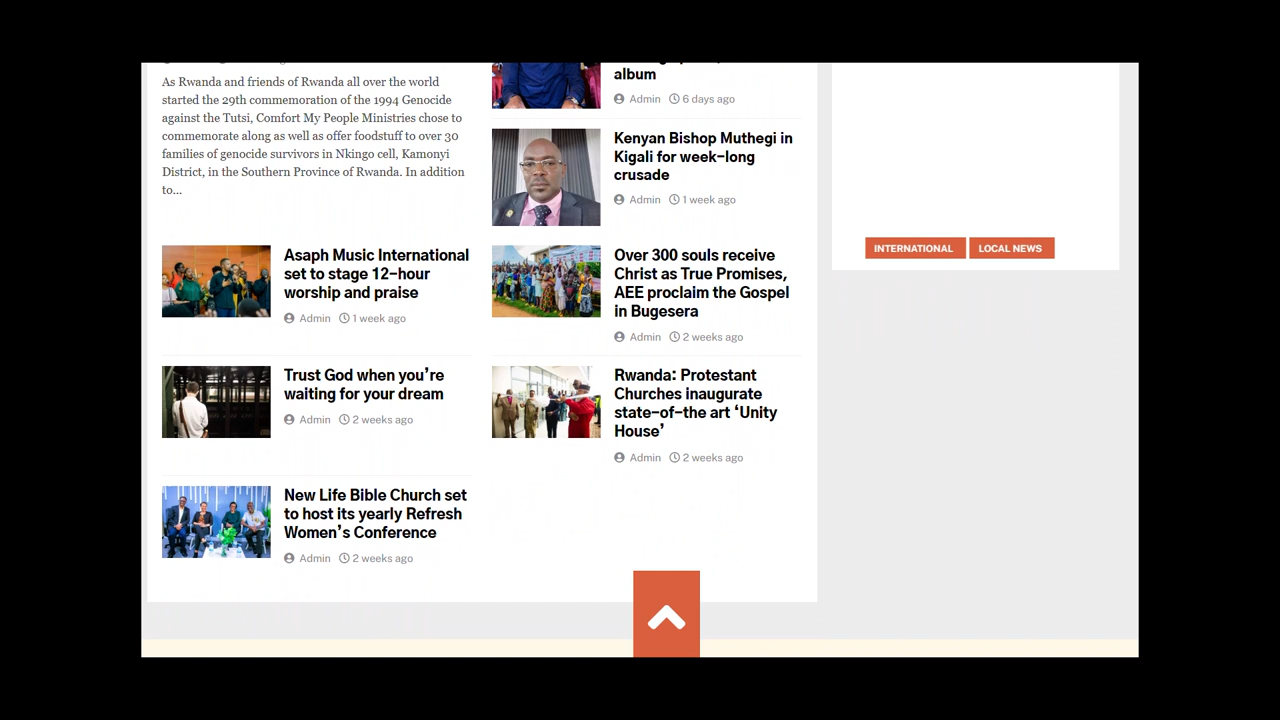 As Rwanda and friends of Rwanda all over the world
started the 29th commemoration of the 1994 Genocide
against the Tutsi, Comfort My People Ministries chose to
commemorate along as well as offer foodstuff to over 30
families of genocide survivors in Nkingo cell, Kamonyi
District, in the Southern Province of Rwanda. In addition
to...
Asaph Music International
set to stage 12-hour
worship and praise
Admin 1 week ago
Trust God when you’re
waiting for your dream
Admin 2 weeks ago
New Life Bible Church set
to host its yearly Refresh
Women’s Conference
Admin 2 weeks ago
album
Admin 6 days ago
Kenyan Bishop Muthegi in
Kigali for week-long
crusade
Admin 1 week ago
Over 300 souls receive
Christ as True Promises,
AEE proclaim the Gospel
in Bugesera
Admin 2 weeks ago
Rwanda: Protestant
Churches inaugurate
state-of-the art ‘Unity
House’
Admin 2 weeks ago
INTERNATIONAL LOCAL NEWS